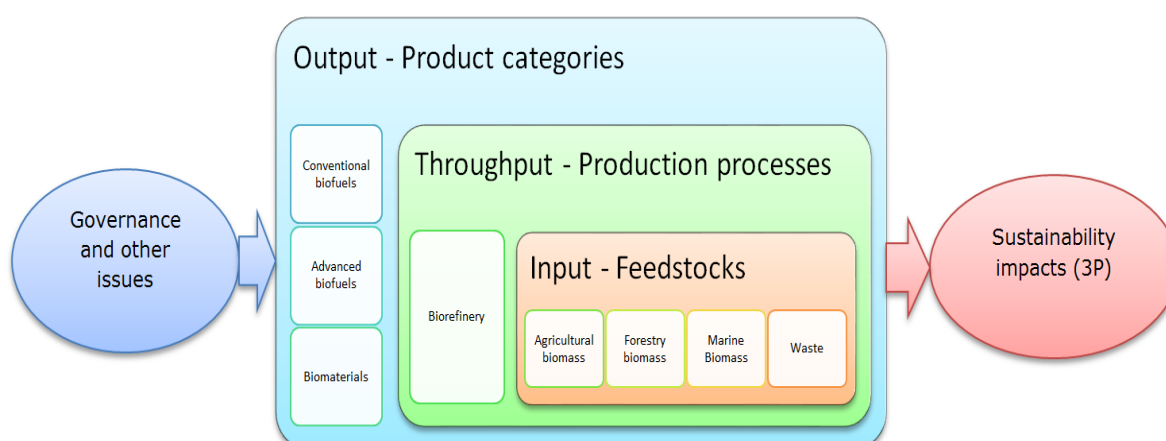 Output - Product categories
Conventional
biofuels
Throughput - Production processes
Governance
and other
issues
Advanced
biofuels
Biorefinery
Input - Feedstocks
Sustainability
impacts (3P)
Agricultural
biomass
Forestry
biomass
Marine
Biomass
Waste
Biomaterials